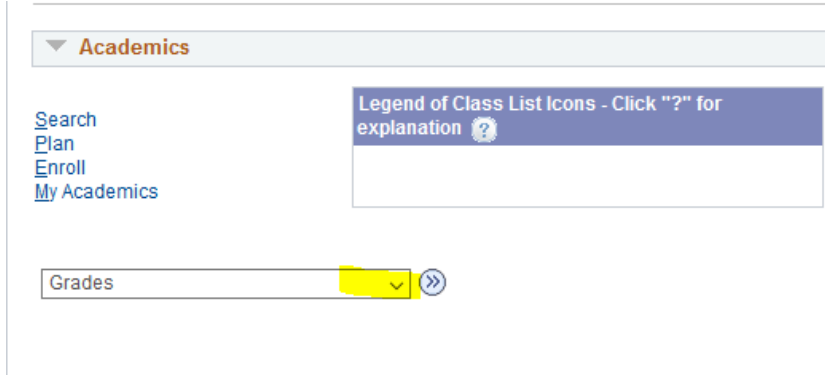 Academics
Search
Plan
Enroll
My Academics
Legend of Class List Icons - Click "?" for
explanation ?
Grades